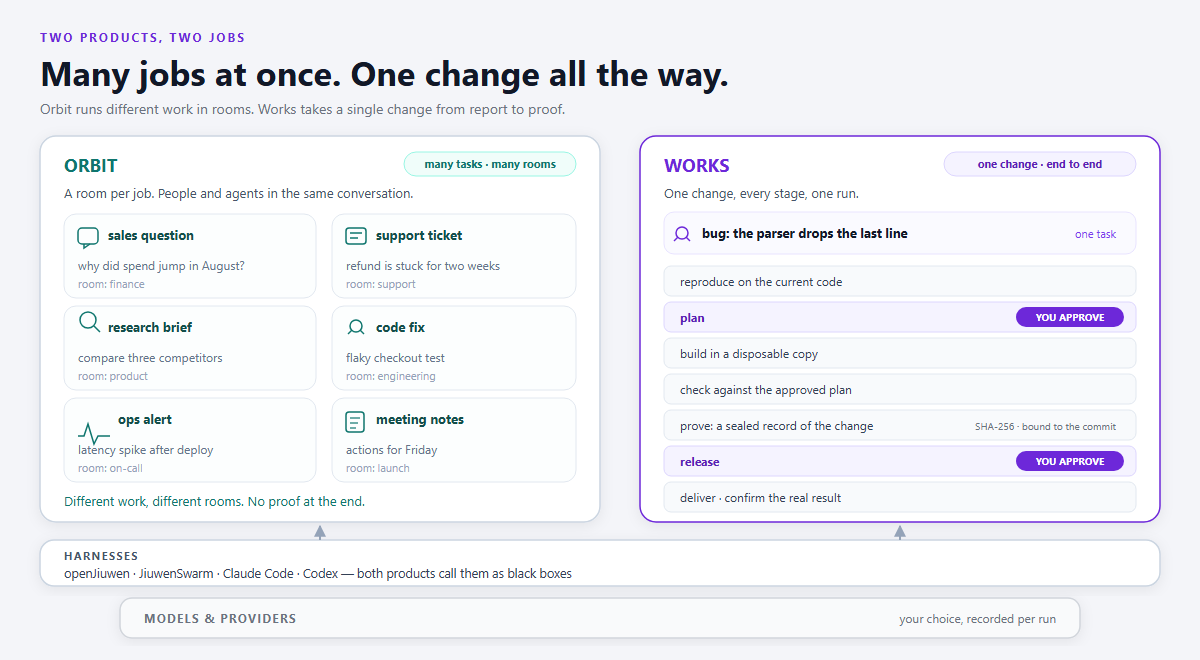 TWO PRODUCTS, TWO JOBS
Many jobs at once. One change all the way.
Orbit runs different work in rooms. Works takes a single change from report to proof.
ORBIT
many tasks · many rooms
A room per job. People and agents in the same conversation.
sales question
why did spend jump in August?
room: finance
support ticket
refund is stuck for two weeks
room: support
research brief
compare three competitors
room: product
code fix
flaky checkout test
room: engineering
ops alert
latency spike after deploy
room: on-call
meeting notes
actions for Friday
room: launch
Different work, different rooms. No proof at the end.
WORKS
one change · end to end
One change, every stage, one run.
bug: the parser drops the last line
one task
reproduce on the current code
plan
YOU APPROVE
build in a disposable copy
check against the approved plan
prove: a sealed record of the change
SHA-256 · bound to the commit
release
YOU APPROVE
deliver · confirm the real result
HARNESSES
openJiuwen · JiuwenSwarm · Claude Code · Codex — both products call them as black boxes
MODELS & PROVIDERS
your choice, recorded per run